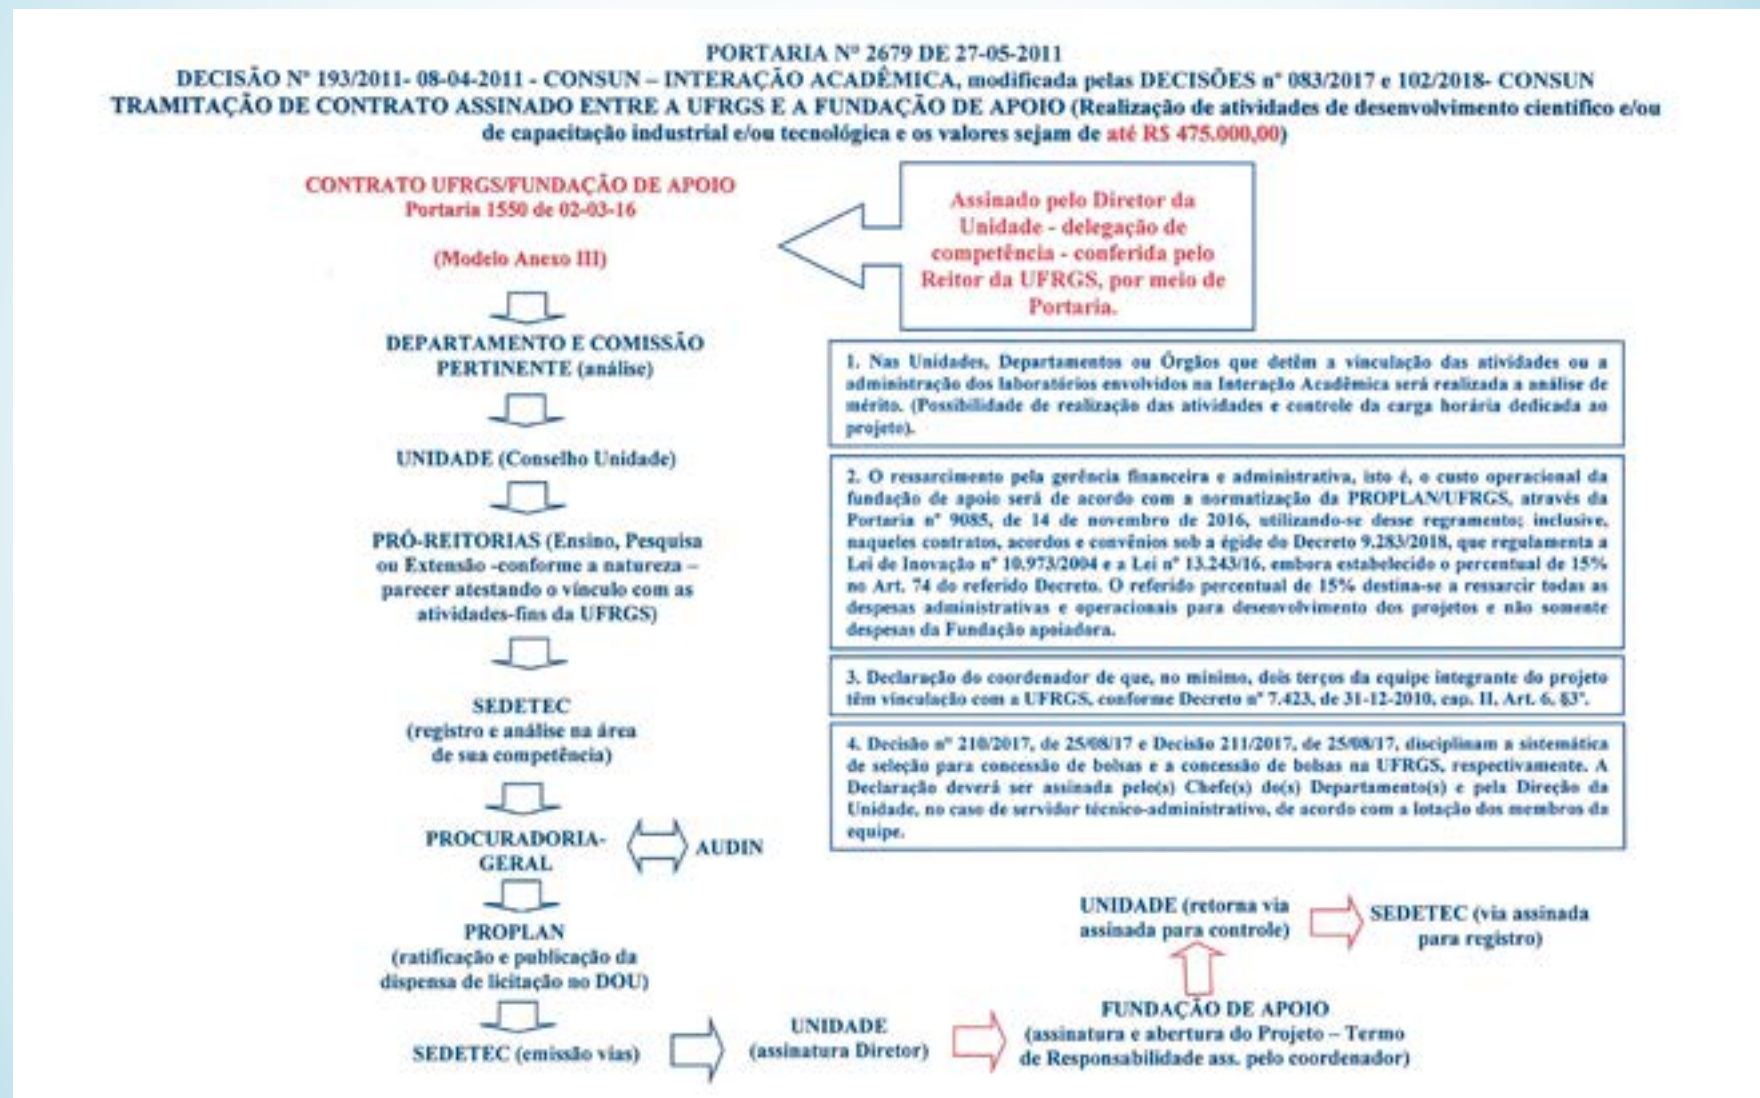 PORTARIA Nº 2679 DE 27-05-2011
DECISÃO Nº 193/2011- 08-04-2011 - CONSUN – INTERAÇÃO ACADÊMICA, modificada pelas DECISÕES nº 083/2017 e 102/2018- CONSUN
TRAMITAÇÃO DE CONTRATO ASSINADO ENTRE A UFRGS E A FUNDAÇÃO DE APOIO (Realização de atividades de desenvolvimento científico e/ou
de capacitação industrial e/ou tecnológica e os valores sejam de até R$ 475.000,00)
CONTRATO UFRGS/FUNDAÇÃO DE APOIO
Portaria 1550 de 02-03-16
(Modelo Anexo III)
Assinado pelo Diretor da
Unidade - delegação de
competência - conferida pelo
Reitor da UFRGS, por meio de
Portaria.
DEPARTAMENTO E COMISSÃO
PERTINENTE (análise)
UNIDADE (Conselho Unidade)
PRÓ-REITORIAS (Ensino, Pesquisa
ou Extensão -conforme a natureza –
parecer atestando o vínculo com as
atividades-fins da UFRGS)
SEDETEC
(registro e análise na área
de sua competência)
PROCURADORIA-
GERAL
AUDIN
PROPLAN
(ratificação e publicação da
dispensa de licitação no DOU)
SEDETEC (emissão vias)
UNIDADE
(assinatura Diretor)
FUNDAÇÃO DE APOIO
(assinatura e abertura do Projeto – Termo
de Responsabilidade ass. pelo coordenador)
UNIDADE (retorna via
assinada para controle)
SEDETEC (via assinada
para registro)
1. Nas Unidades, Departamentos ou Órgãos que detêm a vinculação das atividades ou a
administração dos laboratórios envolvidos na Interação Acadêmica será realizada a análise de
mérito. (Possibilidade de realização das atividades e controle da carga horária dedicada ao
projeto).
2. O ressarcimento pela gerência financeira e administrativa, isto é, o custo operacional da
fundação de apoio será de acordo com a normatização da PROPLAN/UFRGS, através da
Portaria nº 9085, de 14 de novembro de 2016, utilizando-se desse regramento; inclusive,
naqueles contratos, acordos e convênios sob a égide do Decreto 9.283/2018, que regulamenta a
Lei de Inovação nº 10.973/2004 e a Lei nº 13.243/16, embora estabelecido o percentual de 15%
no Art. 74 do referido Decreto. O referido percentual de 15% destina-se a ressarcir todas as
despesas administrativas e operacionais para desenvolvimento dos projetos e não somente
despesas da Fundação apoiadora.
3. Declaração do coordenador de que, no mínimo, dois terços da equipe integrante do projeto
têm vinculação com a UFRGS, conforme Decreto nº 7.423, de 31-12-2010, cap. II, Art. 6, §3º.
4. Decisão nº 210/2017, de 25/08/17 e Decisão 211/2017, de 25/08/17, disciplinam a sistemática
de seleção para concessão de bolsas e a concessão de bolsas na UFRGS, respectivamente. A
Declaração deverá ser assinada pelo(s) Chefe(s) do(s) Departamento(s) e pela Direção da
Unidade, no caso de servidor técnico-administrativo, de acordo com a lotação dos membros da
equipe.